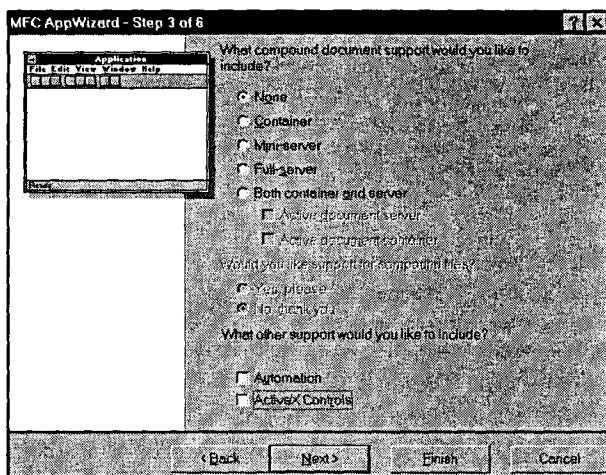 MFC AppWizard - Step 3 of 6
Application
File Edit View Window Help
Ready
What compound document support would you like to
include?
None
Container
Mini-server
Full-server
Both container and server
Active document server
Active document container
Would you like support for compound files?
Yes, please
No thank you
What other support would you like to include?
Automation
ActiveX Controls
< Back Next > Finish Cancel